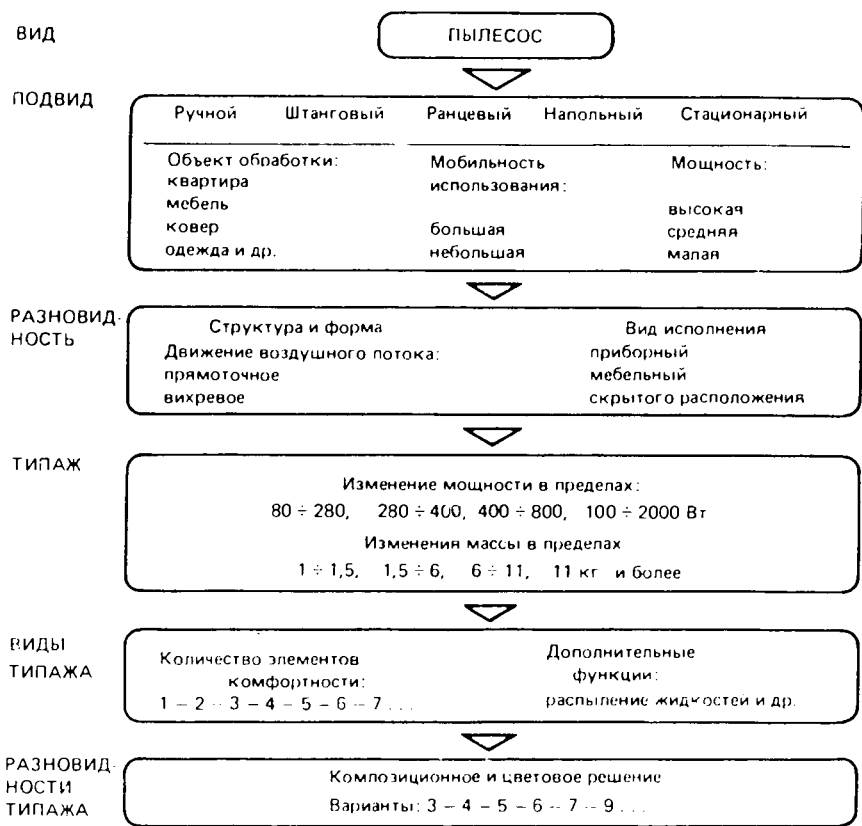 ВИД
ПЫЛЕСОС
ПОДВИД
Ручной Штанговый Ранцевый Напольный Стационарный
Объект обработки: Мобильность Мощность:
квартира использования:
мебель высокая
ковер большая средняя
одежда и др. небольшая малая
РАЗНОВИД-
НОСТЬ
Структура и форма Вид исполнения
Движение воздушного потока: приборный
прямоточное мебельный
вихревое скрытого расположения
ТИПАЖ
Изменение мощности в пределах:
80 ÷ 280, 280 ÷ 400, 400 ÷ 800, 100 ÷ 2000 Вт
Изменения массы в пределах
1 ÷ 1,5, 1,5 ÷ 6, 6 ÷ 11, 11 кг и более
ВИДЫ
ТИПАЖА
Количество элементов Дополнительные
комфортности: функции:
1 – 2 – 3 – 4 – 5 – 6 – 7 ... распыление жидкостей и др.
РАЗНОВИД-
НОСТИ
ТИПАЖА
Композиционное и цветовое решение
Варианты: 3 – 4 – 5 – 6 – 7 – 9 ...